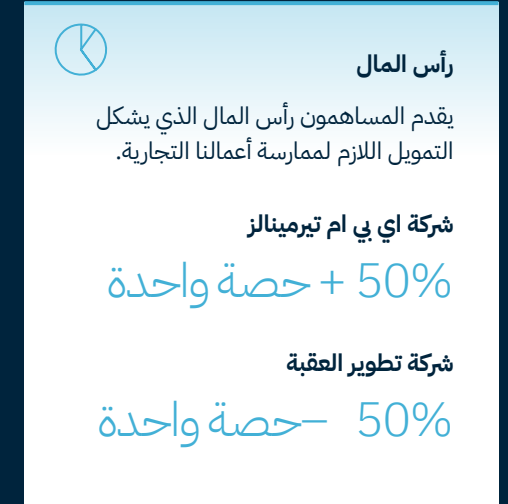 رأس المال
يقدم المساهمون رأس المال الذي يشكل
التمويل اللازم لممارسة أعمالنا التجارية.
شركة اي بي ام تيرمينالز
50% + حصة واحدة
شركة تطوير العقبة
50% –حصة واحدة